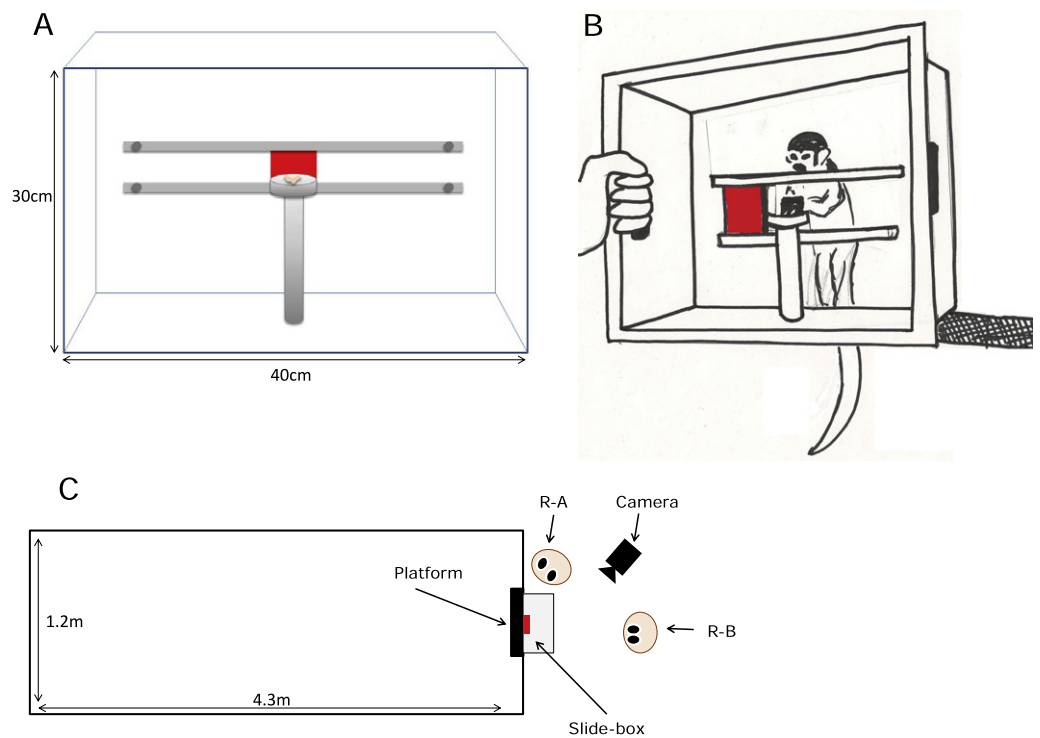 A
30cm
40cm
B
C
R-A
Camera
Platform
1.2m
R-B
4.3m
Slide-box